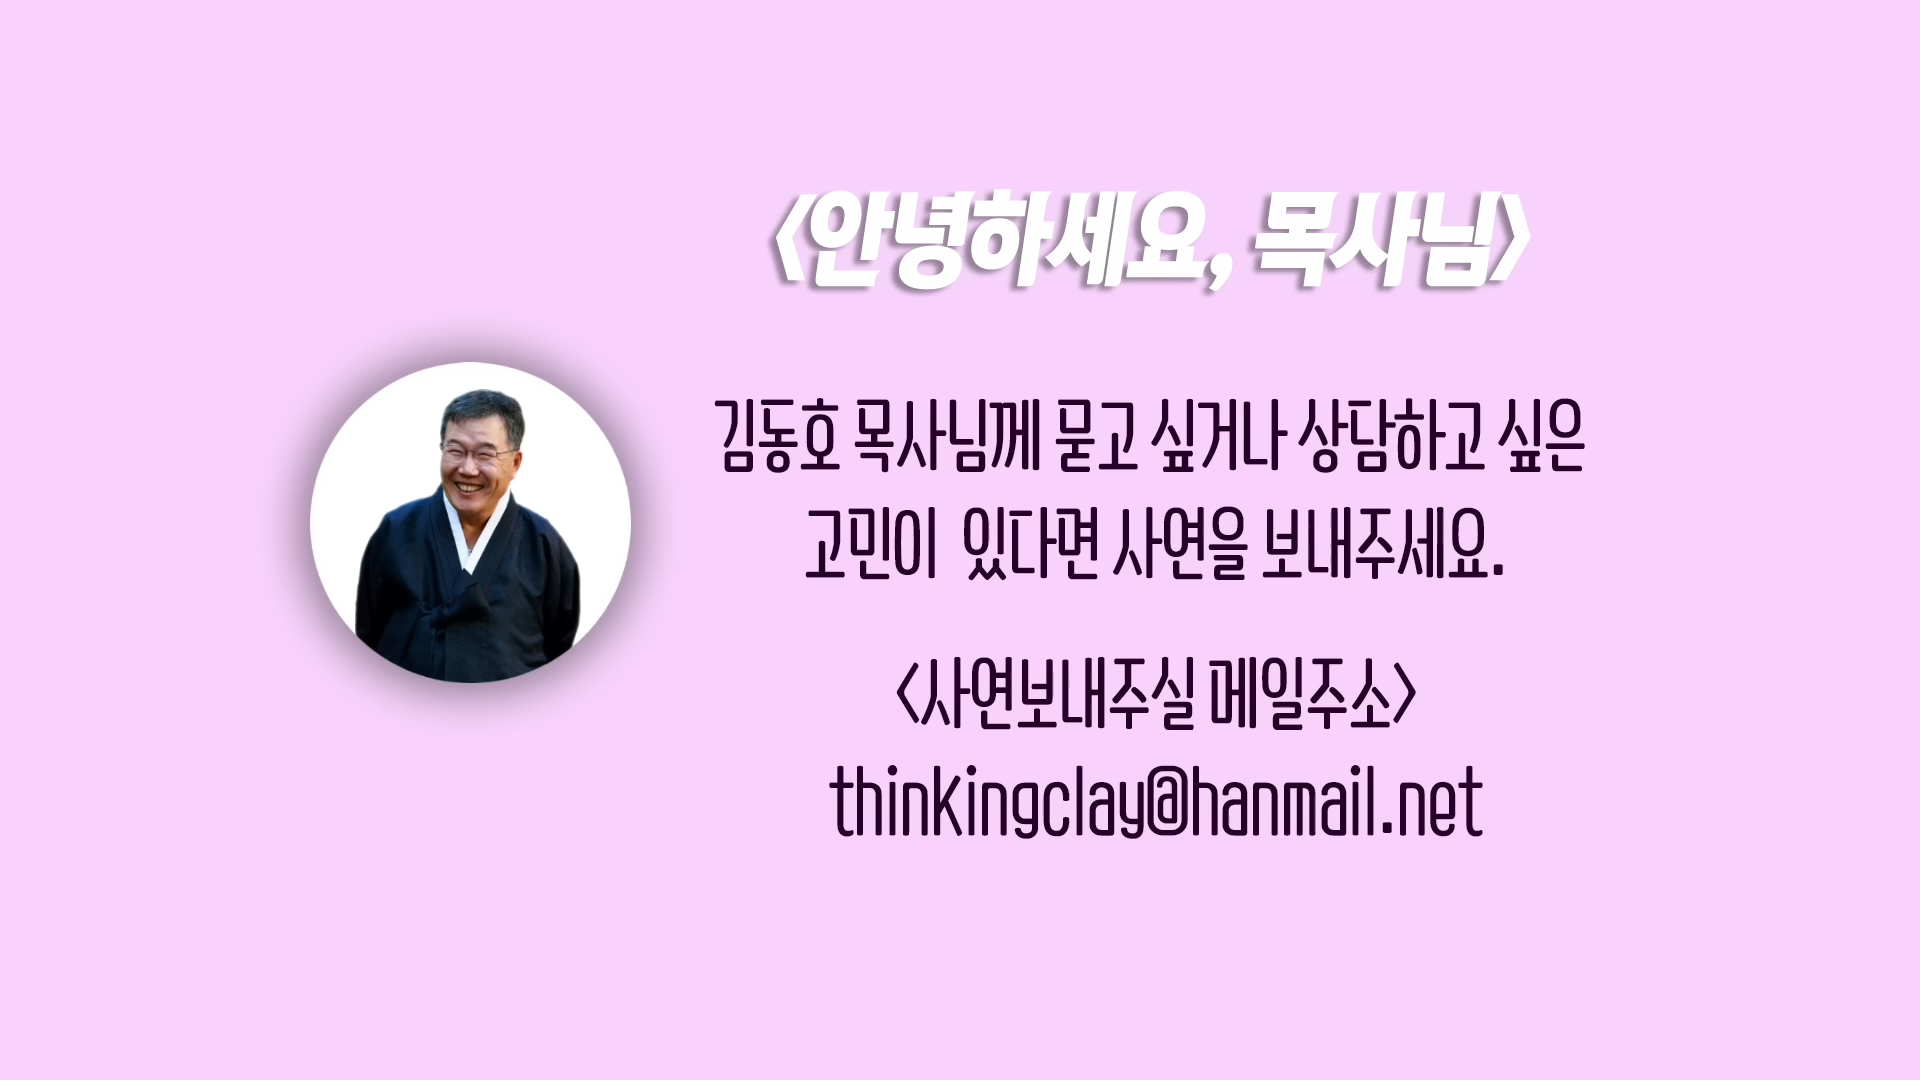 <안녕하세요, 목사님>
김동호 목사님께 묻고 싶거나 상담하고 싶은
고민이 있다면 사연을 보내주세요.
<사연보내주실 메일주소>
thinkingclay@hanmail.net